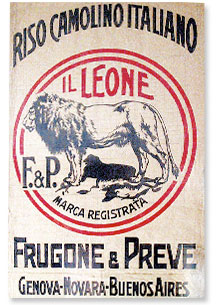 RISO CAMOLINO ITALIANO
IL LEONE
F.&P.
MARCA REGISTRATA
FRUGONE & PREVE
GENOVA-NOVARA-BUENOS AIRES